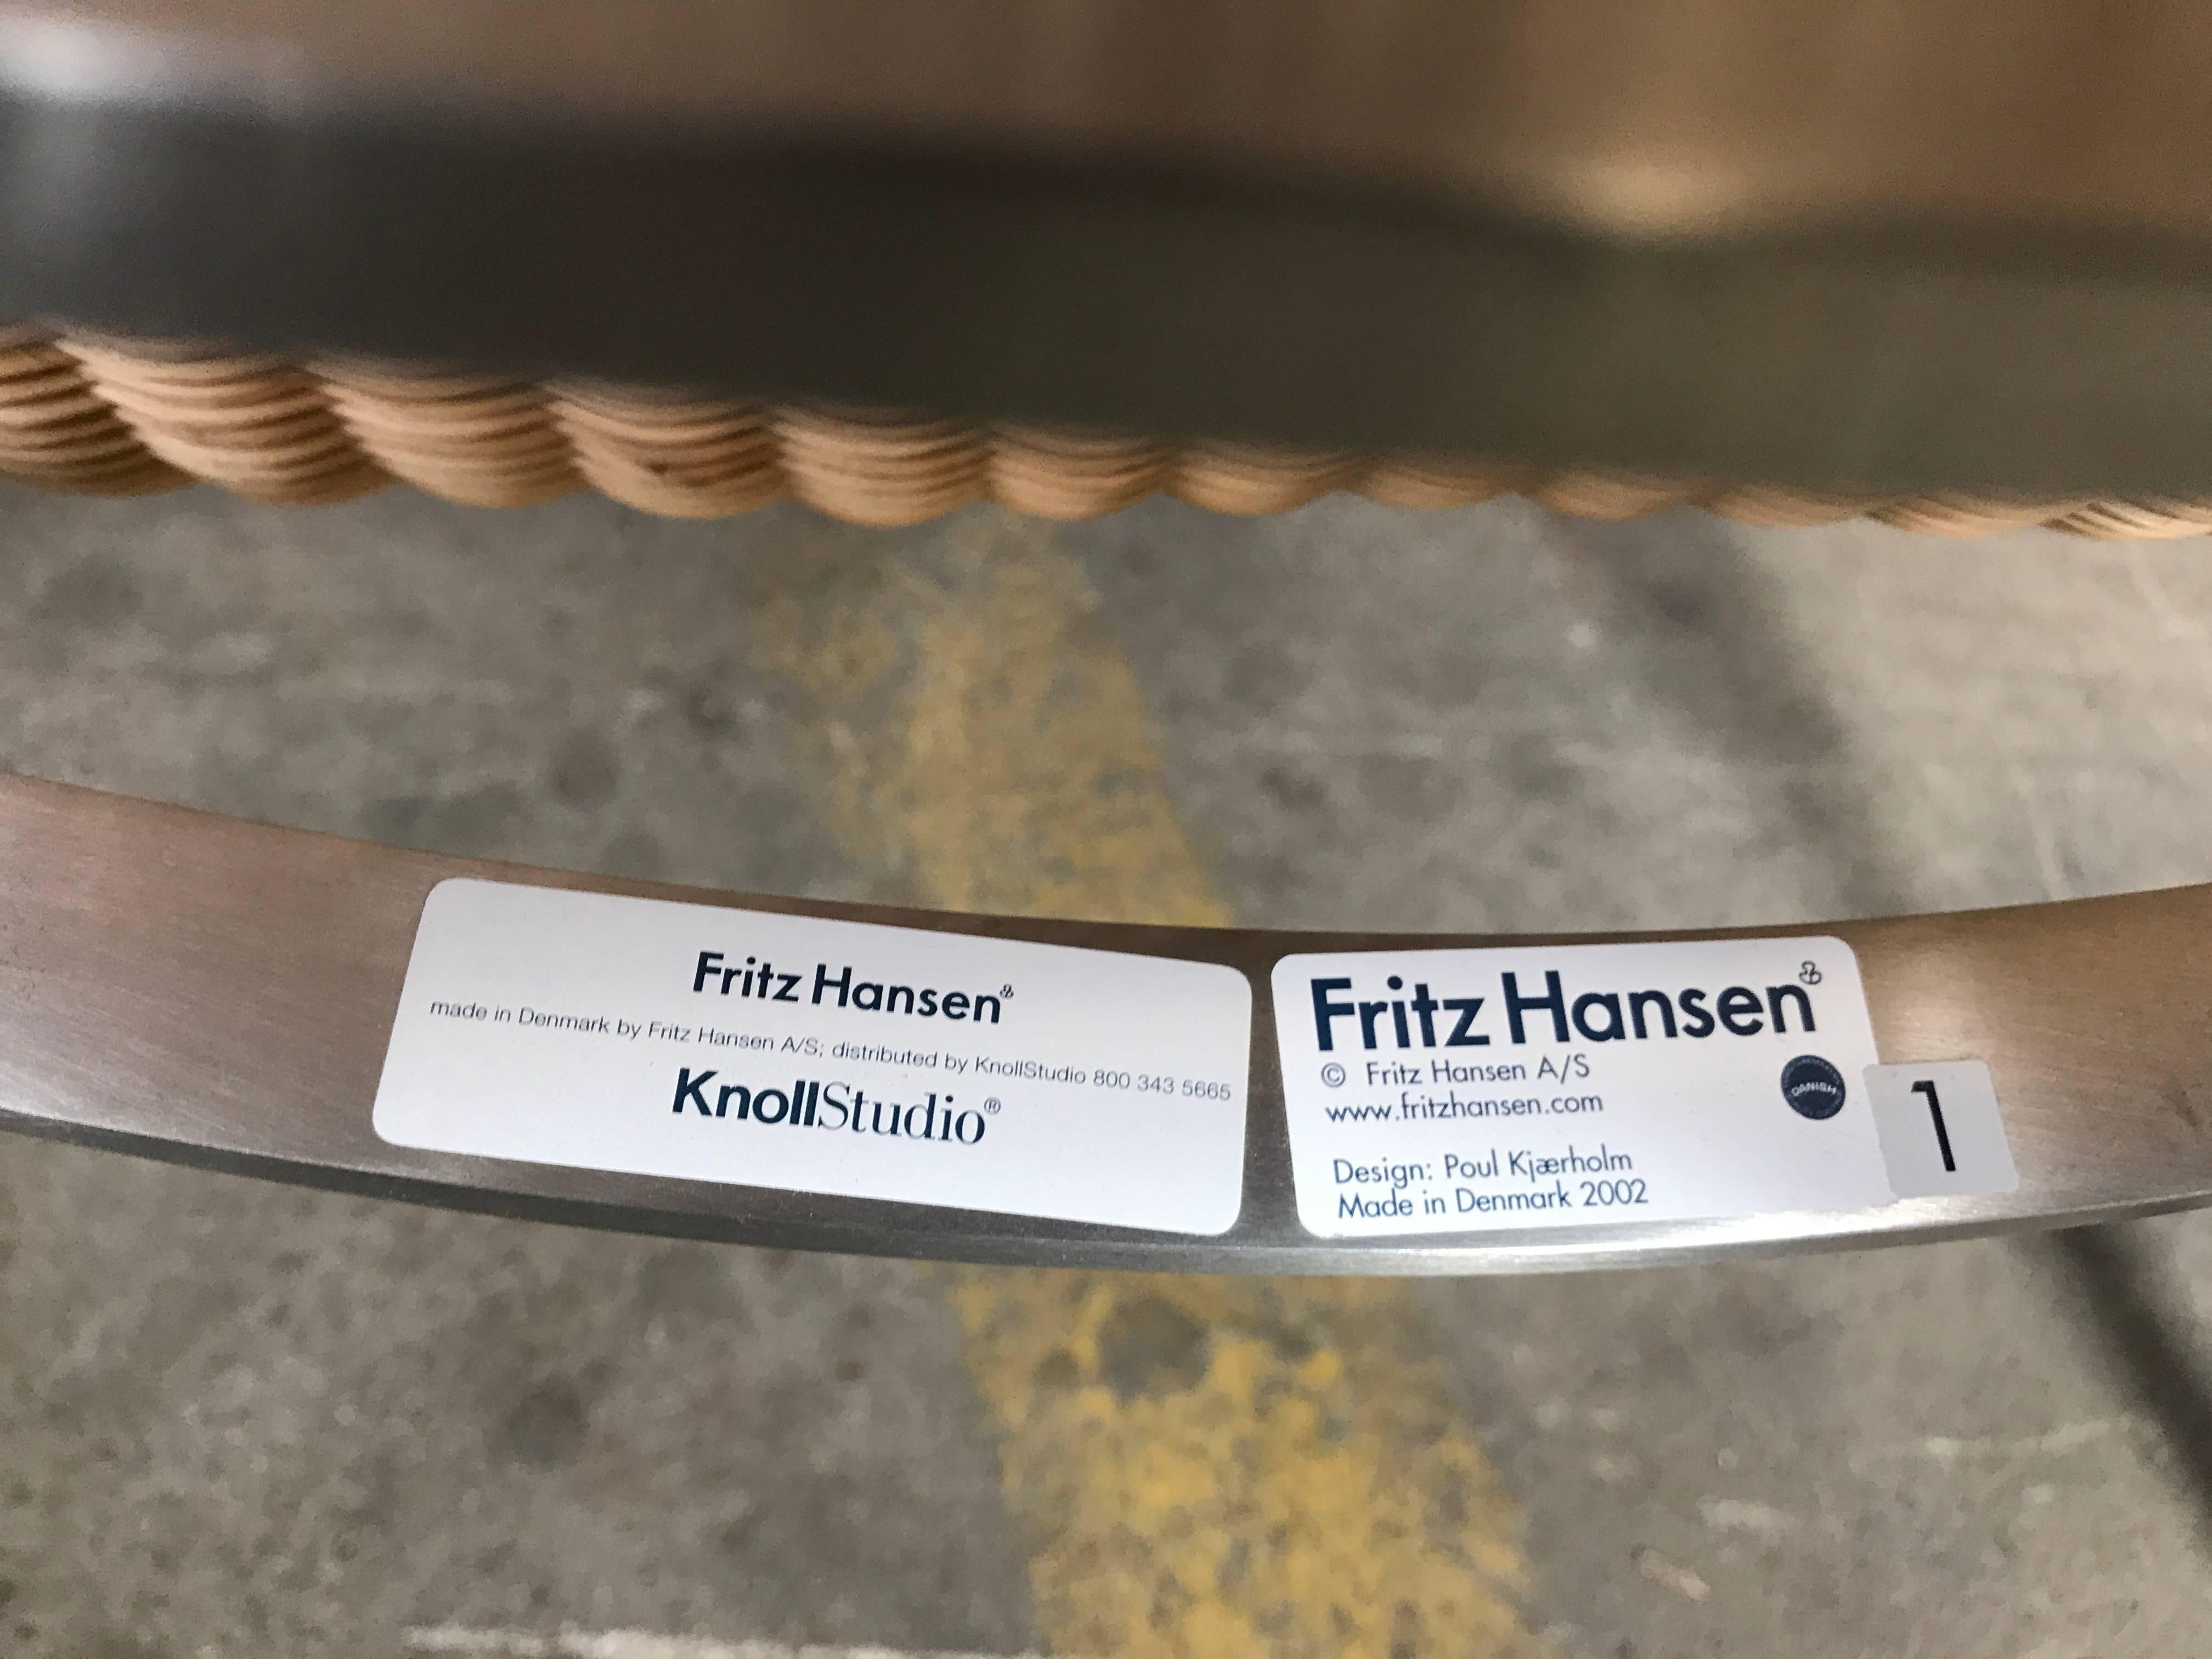 Fritz Hansen
made in Denmark by Fritz Hansen A/S; distributed by KnollStudio 800 343 5665
KnollStudio®
Fritz Hansen
© Fritz Hansen A/S
www.fritzhansen.com
DANISH
Design: Poul Kjærholm
Made in Denmark 2002
1